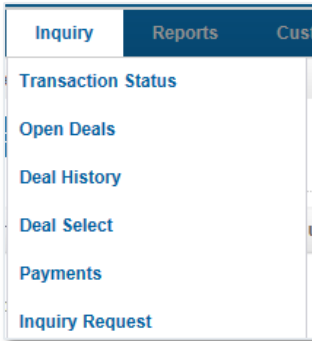 Inquiry Reports
Transaction Status
Open Deals
Deal History
Deal Select
Payments
Inquiry Request